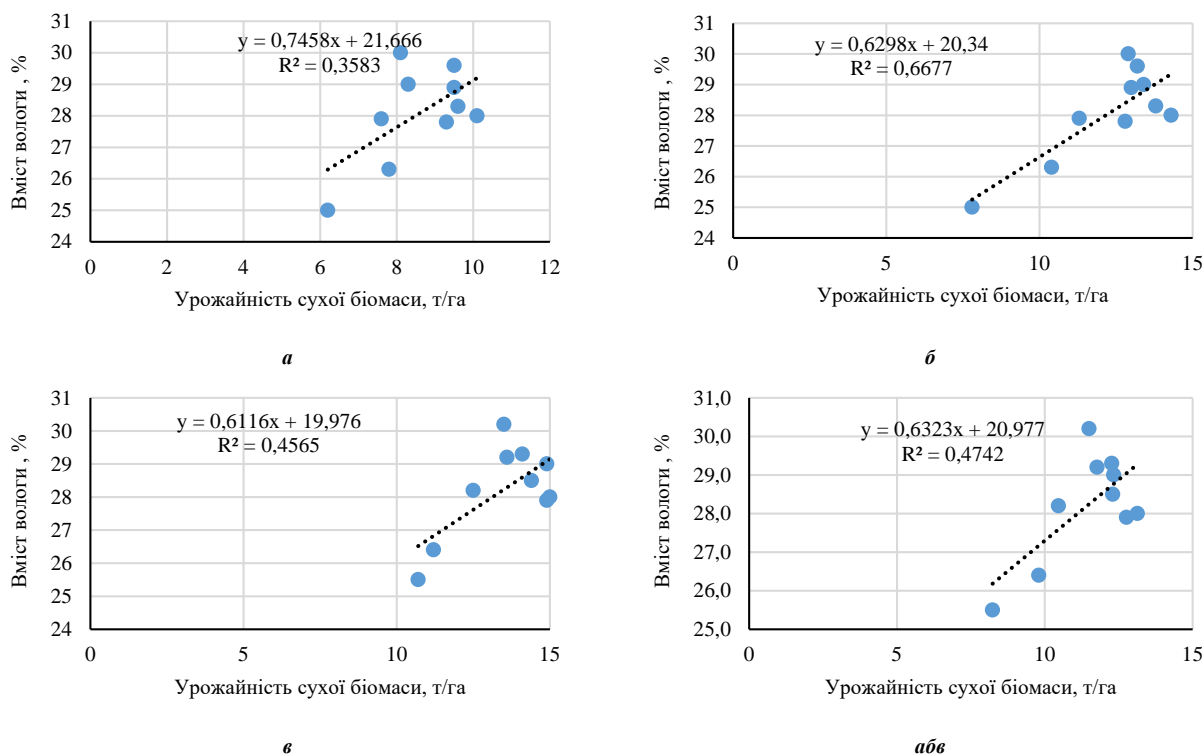 31
30
29
28
27
26
25
24
Вміст вологи , %
y = 0,7458x + 21,666
R² = 0,3583
0 2 4 6 8 10 12
Урожайність сухої біомаси, т/га
а
31
30
29
28
27
26
25
24
Вміст вологи , %
y = 0,6298x + 20,34
R² = 0,6677
0 5 10 15
Урожайність сухої біомаси, т/га
б
31
30
29
28
27
26
25
24
Вміст вологи , %
y = 0,6116x + 19,976
R² = 0,4565
0 5 10 15
Урожайність сухої біомаси, т/га
в
31,0
30,0
29,0
28,0
27,0
26,0
25,0
Вміст вологи , %
y = 0,6323x + 20,977
R² = 0,4742
0 5 10 15
Урожайність сухої біомаси, т/га
абв